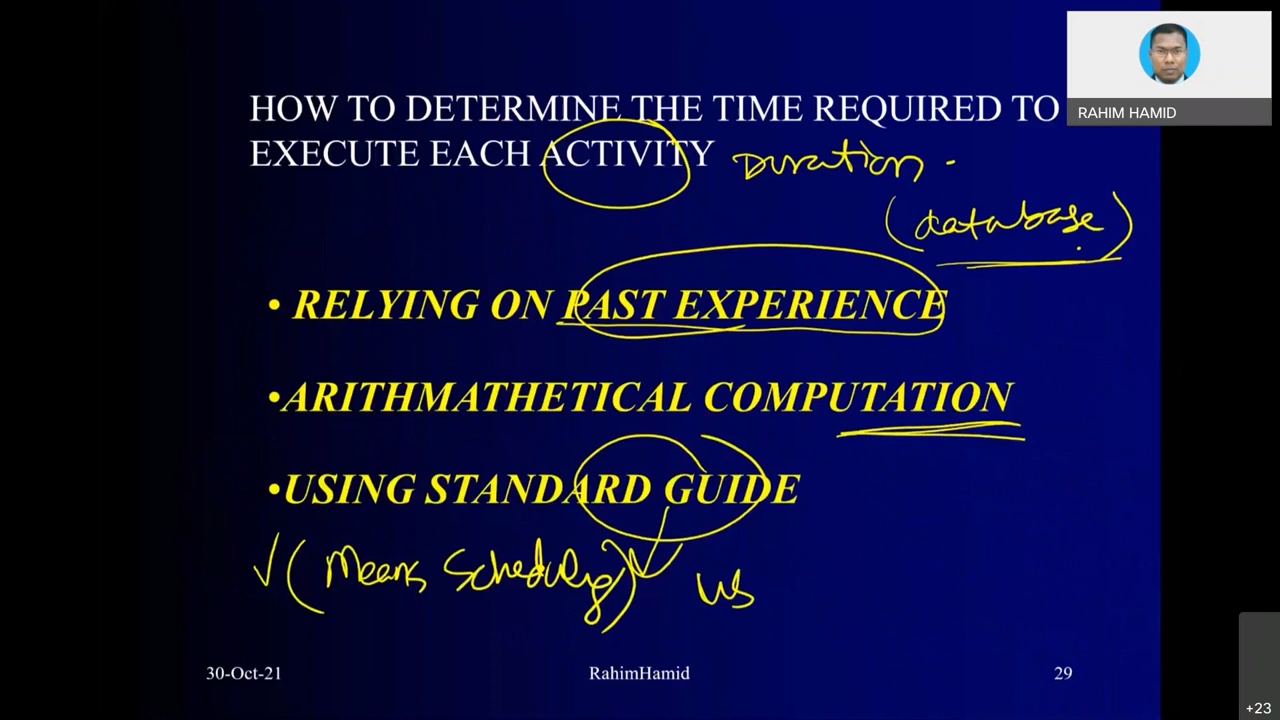 RAHIM HAMID
HOW TO DETERMINE THE TIME REQUIRED TO
EXECUTE EACH ACTIVITY Duration
(database)
• RELYING ON PAST EXPERIENCE
•ARITHMATHETICAL COMPUTATION
•USING STANDARD GUIDE
(Means Scheduling) US
30-Oct-21 RahimHamid 29
+23